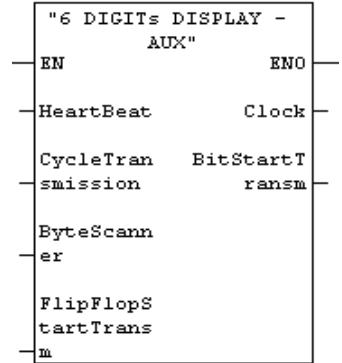 "6 DIGITs DISPLAY -
AUX"
EN ENO
HeartBeat Clock
CycleTran BitStartT
smission ransm
ByteScann
er
FlipFlopS
tartTrans
m